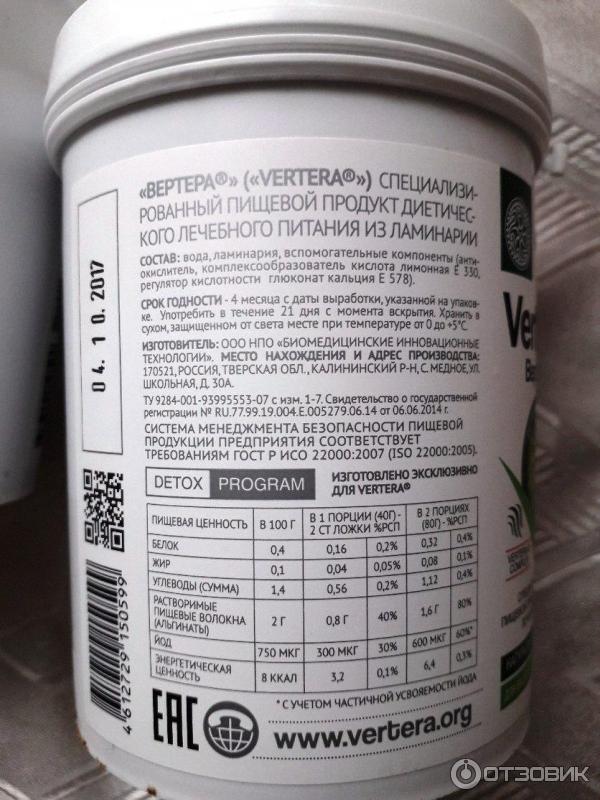 «ВЕРТЕРА®» («VERTERA®») СПЕЦИАЛИЗИ-
РОВАННЫЙ ПИЩЕВОЙ ПРОДУКТ ДИЕТИЧЕС-
КОГО ЛЕЧЕБНОГО ПИТАНИЯ ИЗ ЛАМИНАРИИ
СОСТАВ: вода, ламинария, вспомогательные компоненты (анти-
окислитель, комплексообразователь кислота лимонная Е 330,
регулятор кислотности глюконат кальция Е 578).
СРОК ГОДНОСТИ - 4 месяца с даты выработки, указанной на упаков-
ке. Употребить в течение 21 дня с момента вскрытия. Хранить в
сухом, защищенном от света месте при температуре от 0 до +5°С.
ИЗГОТОВИТЕЛЬ: ООО НПО «БИОМЕДИЦИНСКИЕ ИННОВАЦИОННЫЕ
ТЕХНОЛОГИИ». МЕСТО НАХОЖДЕНИЯ И АДРЕС ПРОИЗВОДСТВА:
170521, РОССИЯ, ТВЕРСКАЯ ОБЛ., КАЛИНИНСКИЙ Р-Н, С. МЕДНОЕ, УЛ.
ШКОЛЬНАЯ, Д. 30А.
ТУ 9284-001-93995553-07 с изм. 1-7. Свидетельство о государственной
регистрации № RU.77.99.19.004.Е.005279.06.14 от 06.06.2014 г.
СИСТЕМА МЕНЕДЖМЕНТА БЕЗОПАСНОСТИ ПИЩЕВОЙ
ПРОДУКЦИИ ПРЕДПРИЯТИЯ СООТВЕТСТВУЕТ
ТРЕБОВАНИЯМ ГОСТ Р ИСО 22000:2007 (ISO 22000:2005).
04. 10. 2017
DETOX PROGRAM
ИЗГОТОВЛЕНО ЭКСКЛЮЗИВНО
ДЛЯ VERTERA®
ПИЩЕВАЯ ЦЕННОСТЬ В 100 Г В 1 ПОРЦИИ (40Г) - 2 СТ ЛОЖКИ %РСП В 2 ПОРЦИЯХ (80Г) - %РСП
БЕЛОК 0,4 0,16 0,2% 0,32 0,4%
ЖИР 0,1 0,04 0,05% 0,08 0,1%
УГЛЕВОДЫ (СУММА) 1,4 0,56 0,2% 1,12 0,4%
РАСТВОРИМЫЕ ПИЩЕВЫЕ ВОЛОКНА (АЛЬГИНАТЫ) 2 Г 0,8 Г 40% 1,6 Г 80%
ЙОД 750 МКГ 300 МКГ 30% 600 МКГ 60%*
ЭНЕРГЕТИЧЕСКАЯ ЦЕННОСТЬ 8 ККАЛ 3,2 0,1% 6,4 0,3%
* С УЧЕТОМ ЧАСТИЧНОЙ УСВОЯЕМОСТИ ЙОДА
4 612729 150599
EAC
www.vertera.org
Ver
ОТЗОВИК